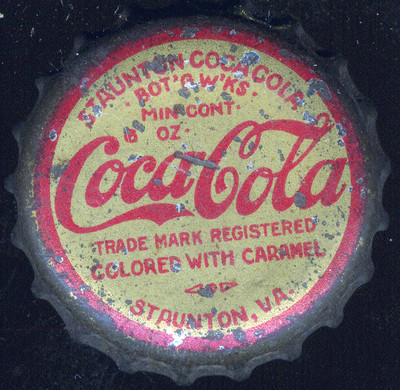 STAUNTON COCA COLA
BOT'G W'KS.
MIN. CONT.
6 OZ.
Coca-Cola
TRADE MARK REGISTERED
COLORED WITH CARAMEL
STAUNTON, VA.